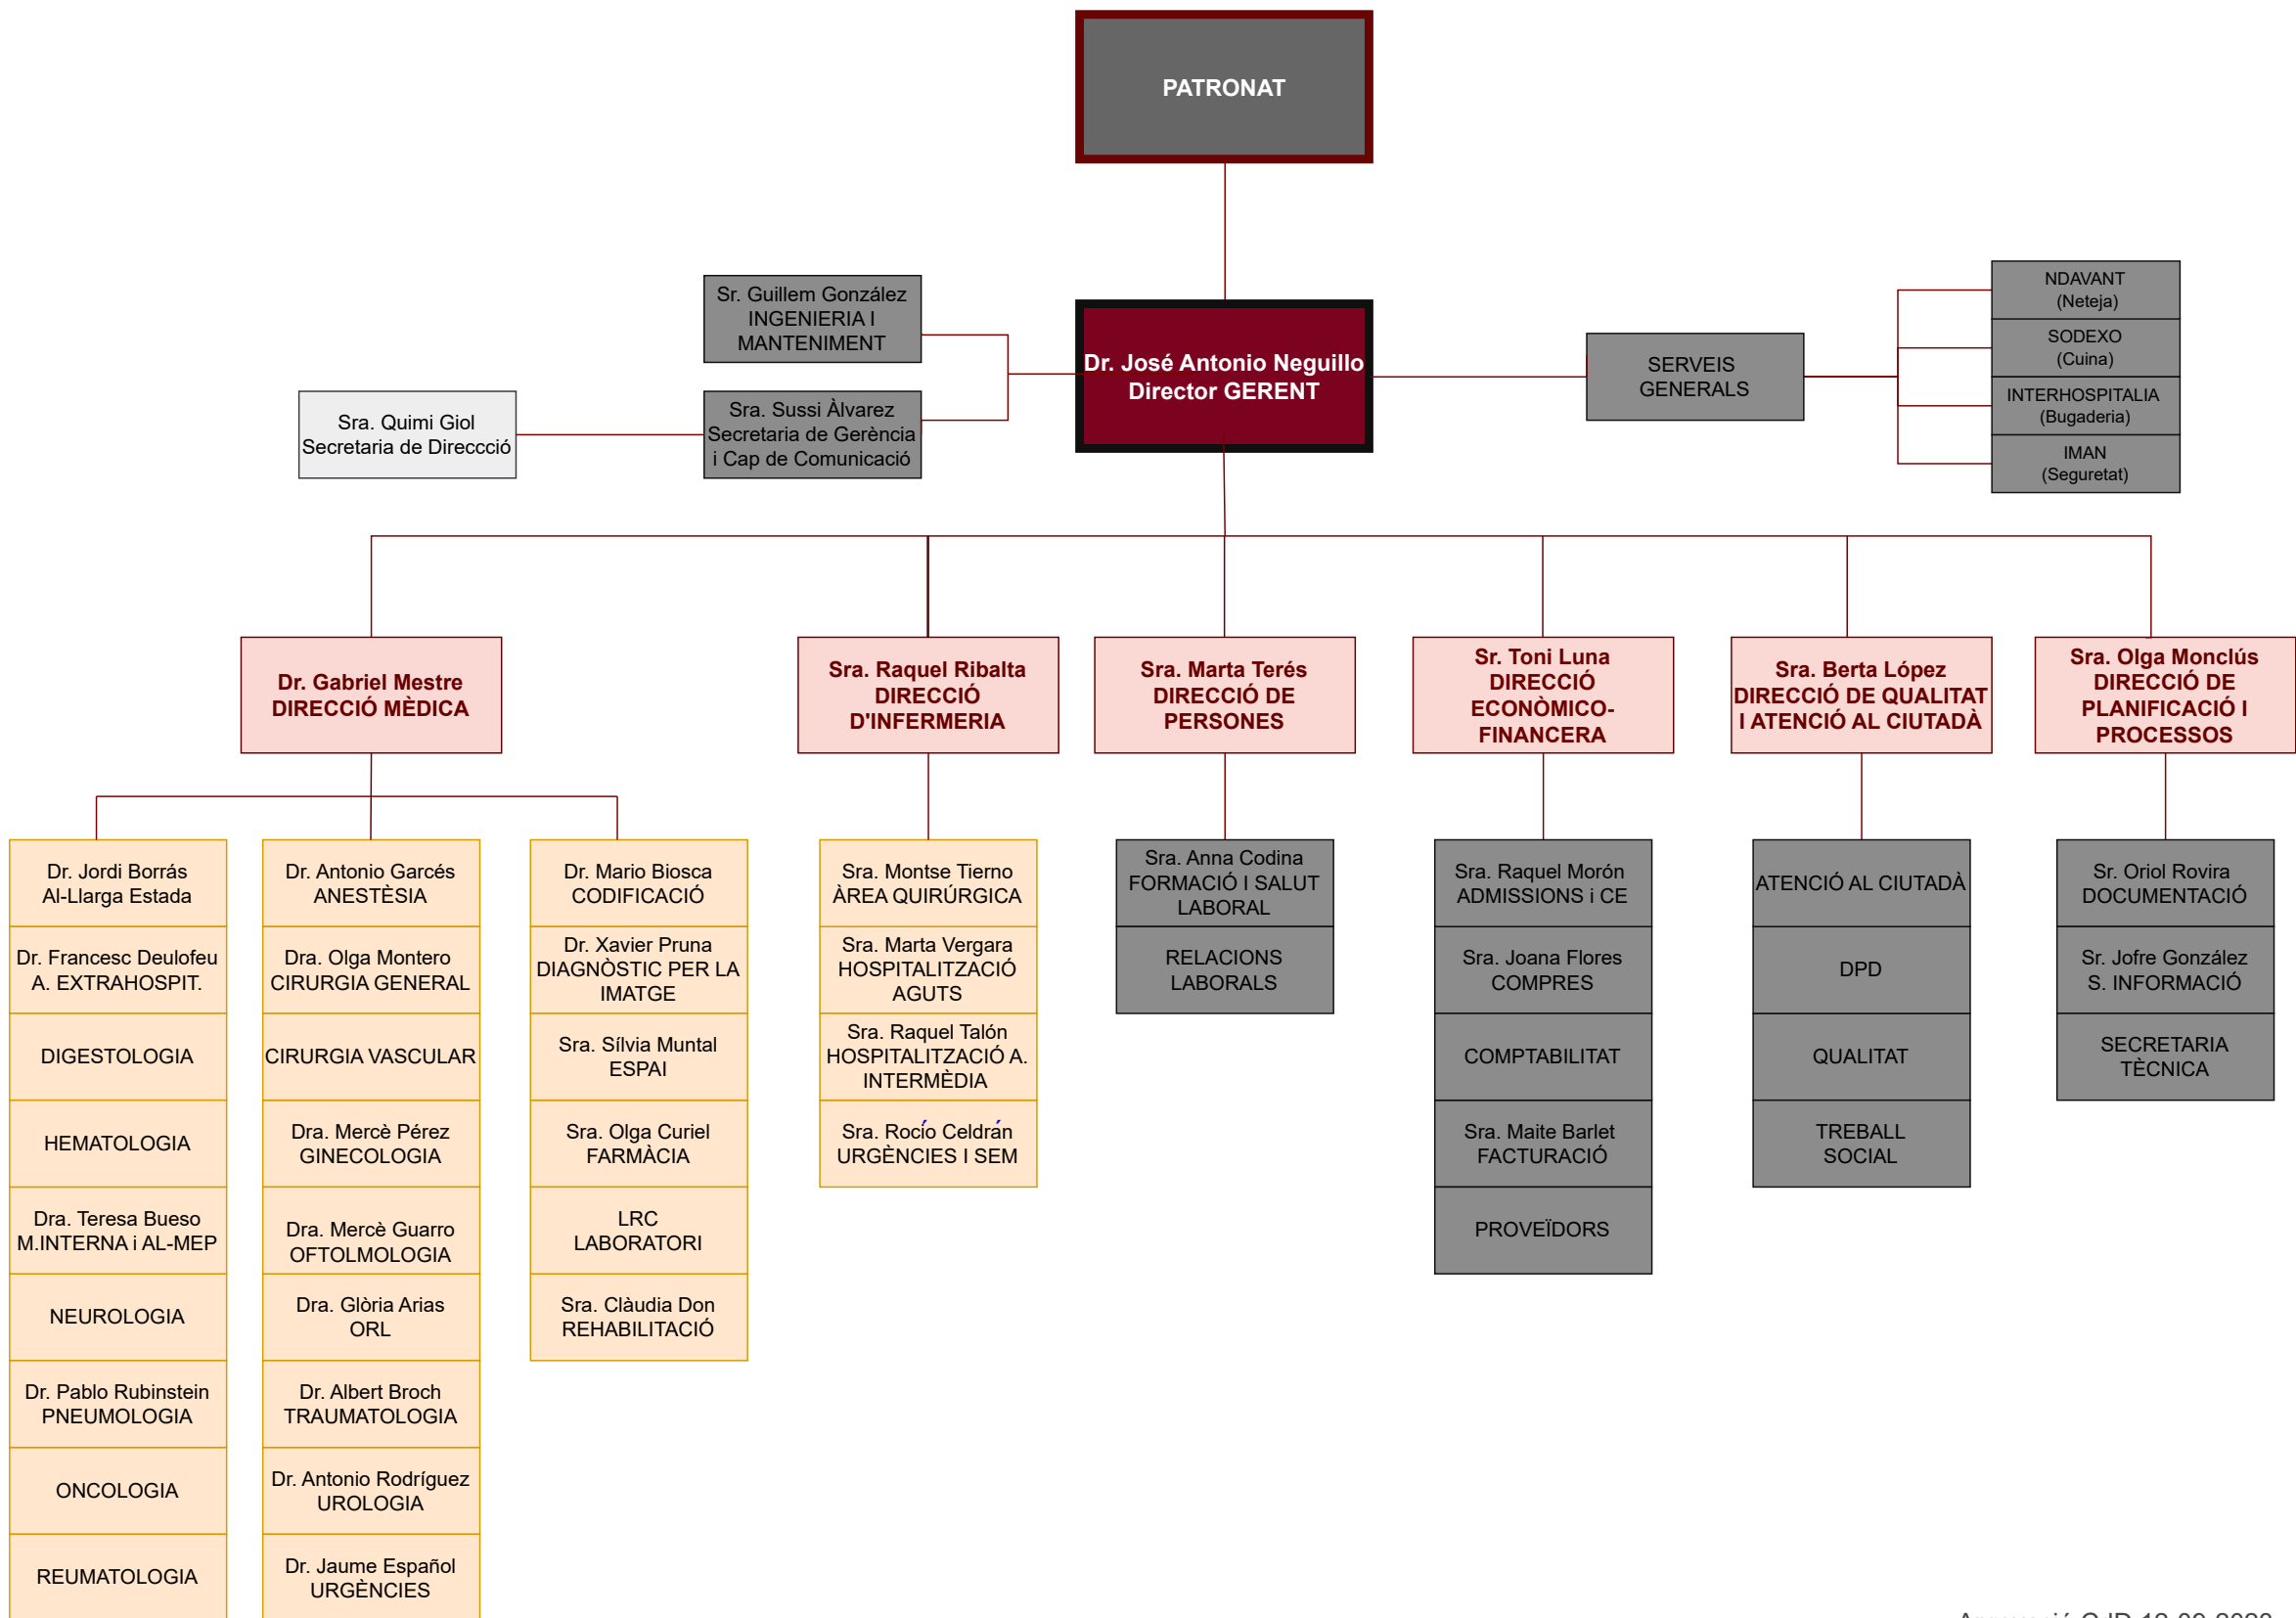 PATRONAT
Sr. Guillem González
INGENIERIA I
MANTENIMENT
Dr. José Antonio Neguillo
Director GERENT
SERVEIS
GENERALS
NDAVANT
(Neteja)
SODEXO
(Cuina)
INTERHOSPITALIA
(Bugaderia)
IMAN
(Seguretat)
Sra. Quimi Giol
Secretaria de Direccció
Sra. Sussi Àlvarez
Secretaria de Gerència
i Cap de Comunicació
Dr. Gabriel Mestre
DIRECCIÓ MÈDICA
Sra. Raquel Ribalta
DIRECCIÓ
D'INFERMERIA
Sra. Marta Terés
DIRECCIÓ DE
PERSONES
Sr. Toni Luna
DIRECCIÓ
ECONÒMICO-
FINANCERA
Sra. Berta López
DIRECCIÓ DE QUALITAT
I ATENCIÓ AL CIUTADÀ
Sra. Olga Monclús
DIRECCIÓ DE
PLANIFICACIÓ I
PROCESSOS
Dr. Jordi Borrás
Al-Llarga Estada
Dr. Francesc Deulofeu
A. EXTRAHOSPIT.
DIGESTOLOGIA
HEMATOLOGIA
Dra. Teresa Bueso
M.INTERNA i AL-MEP
NEUROLOGIA
Dr. Pablo Rubinstein
PNEUMOLOGIA
ONCOLOGIA
REUMATOLOGIA
Dr. Antonio Garcés
ANESTÈSIA
Dra. Olga Montero
CIRURGIA GENERAL
CIRURGIA VASCULAR
Dra. Mercè Pérez
GINECOLOGIA
Dra. Mercè Guarro
OFTOLMOLOGIA
Dra. Glòria Arias
ORL
Dr. Albert Broch
TRAUMATOLOGIA
Dr. Antonio Rodríguez
UROLOGIA
Dr. Jaume Español
URGÈNCIES
Dr. Mario Biosca
CODIFICACIÓ
Dr. Xavier Pruna
DIAGNÒSTIC PER LA
IMATGE
Sra. Sílvia Muntal
ESPAI
Sra. Olga Curiel
FARMÀCIA
LRC
LABORATORI
Sra. Clàudia Don
REHABILITACIÓ
Sra. Montse Tierno
ÀREA QUIRÚRGICA
Sra. Marta Vergara
HOSPITALITZACIÓ
AGUTS
Sra. Raquel Talón
HOSPITALITZACIÓ A.
INTERMÈDIA
Sra. Rocío Celdrán
URGÈNCIES I SEM
Sra. Anna Codina
FORMACIÓ I SALUT
LABORAL
RELACIONS
LABORALS
Sra. Raquel Morón
ADMISSIONS i CE
Sra. Joana Flores
COMPRES
COMPTABILITAT
Sra. Maite Barlet
FACTURACIÓ
PROVEÏDORS
ATENCIÓ AL CIUTADÀ
DPD
QUALITAT
TREBALL
SOCIAL
Sr. Oriol Rovira
DOCUMENTACIÓ
Sr. Jofre González
S. INFORMACIÓ
SECRETARIA
TÈCNICA